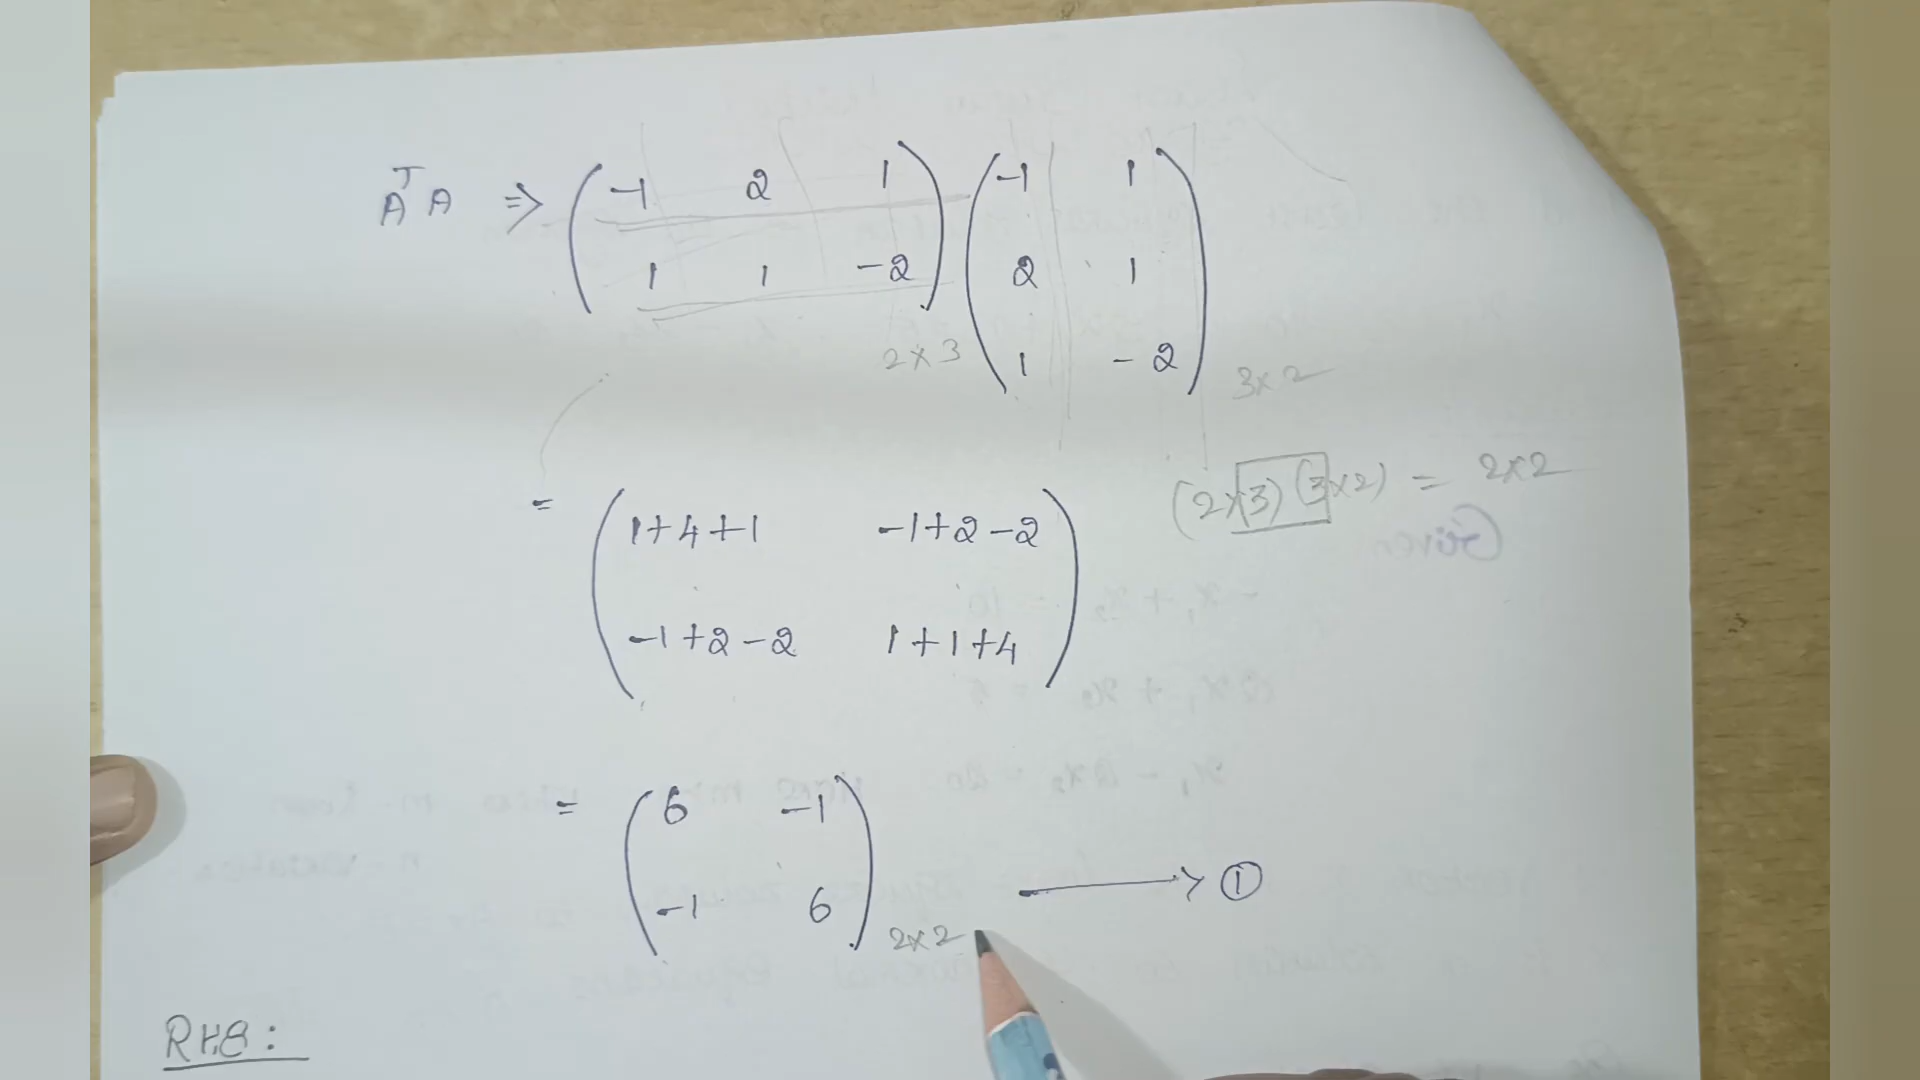 AᵀA ⇒ ( -1 2 1 ) ( -1 1 )
( 1 1 -2 ) ( 2 1 )
2×3 ( 1 -2 ) 3×2
(2×3)(3×2) = 2×2
= ( 1+4+1 -1+2-2 )
( -1+2-2 1+1+4 )
= ( 6 -1 )
( -1 6 ) 2×2 ⟶ ①
RHS: